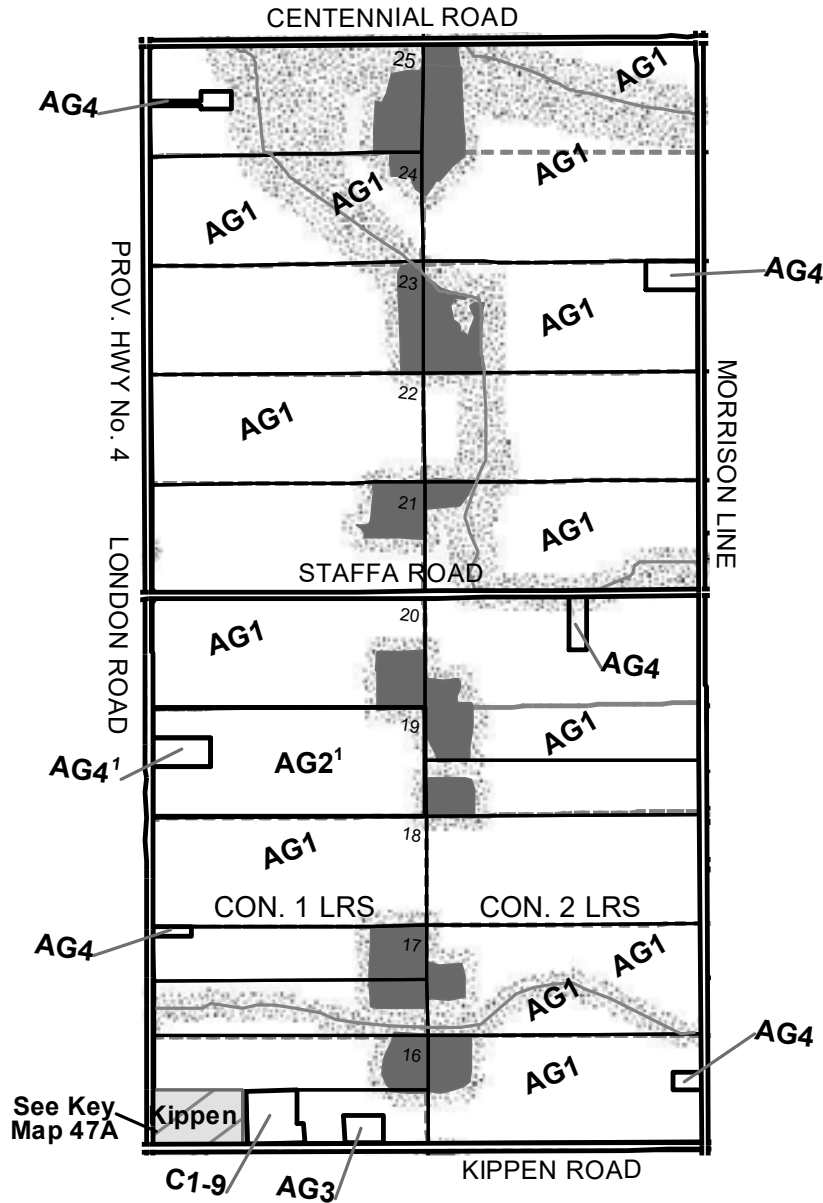 CENTENNIAL ROAD
25
AG1
AG4
24
AG1
AG1
AG1
PROV. HWY No. 4
23
AG4
AG1
22
AG1
MORRISON LINE
21
AG1
LONDON ROAD
STAFFA ROAD
20
AG1
AG4
19
AG1
AG4¹
AG2¹
18
AG1
CON. 1 LRS
CON. 2 LRS
AG4
17
AG1
AG1
16
AG1
AG4
See Key
Map 47A
Kippen
C1-9
AG3
KIPPEN ROAD